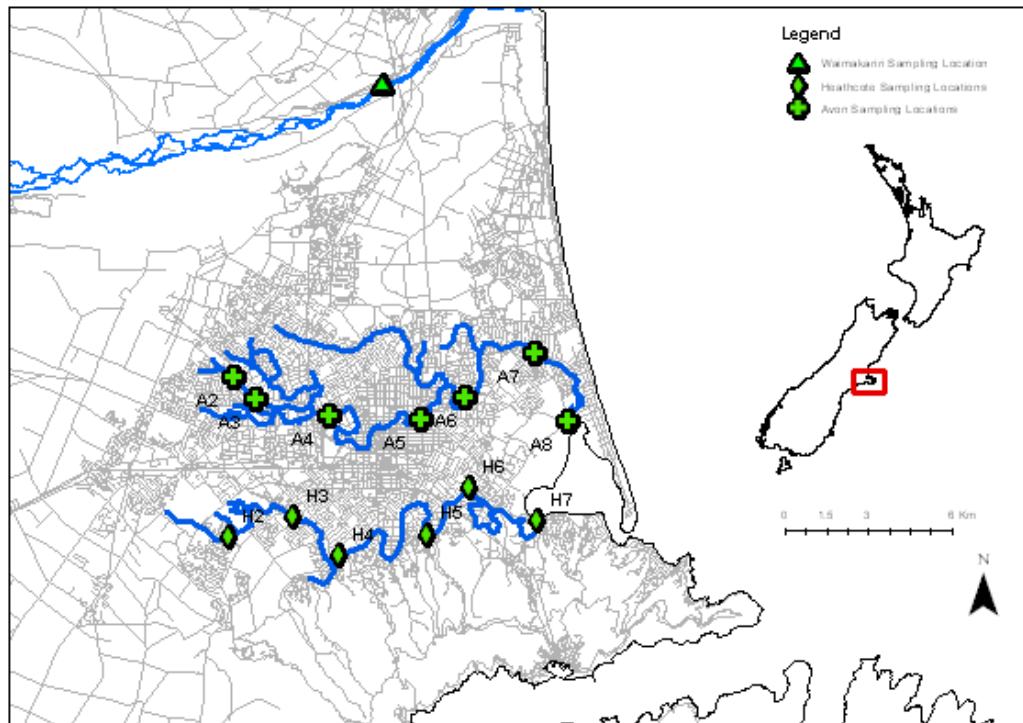 Legend
Waimakariri Sampling Location
Heathcote Sampling Locations
Avon Sampling Locations
A2
A3
A4
A5
A6
A7
A8
H2
H3
H4
H5
H6
H7
0 1.5 3 6 Km
N